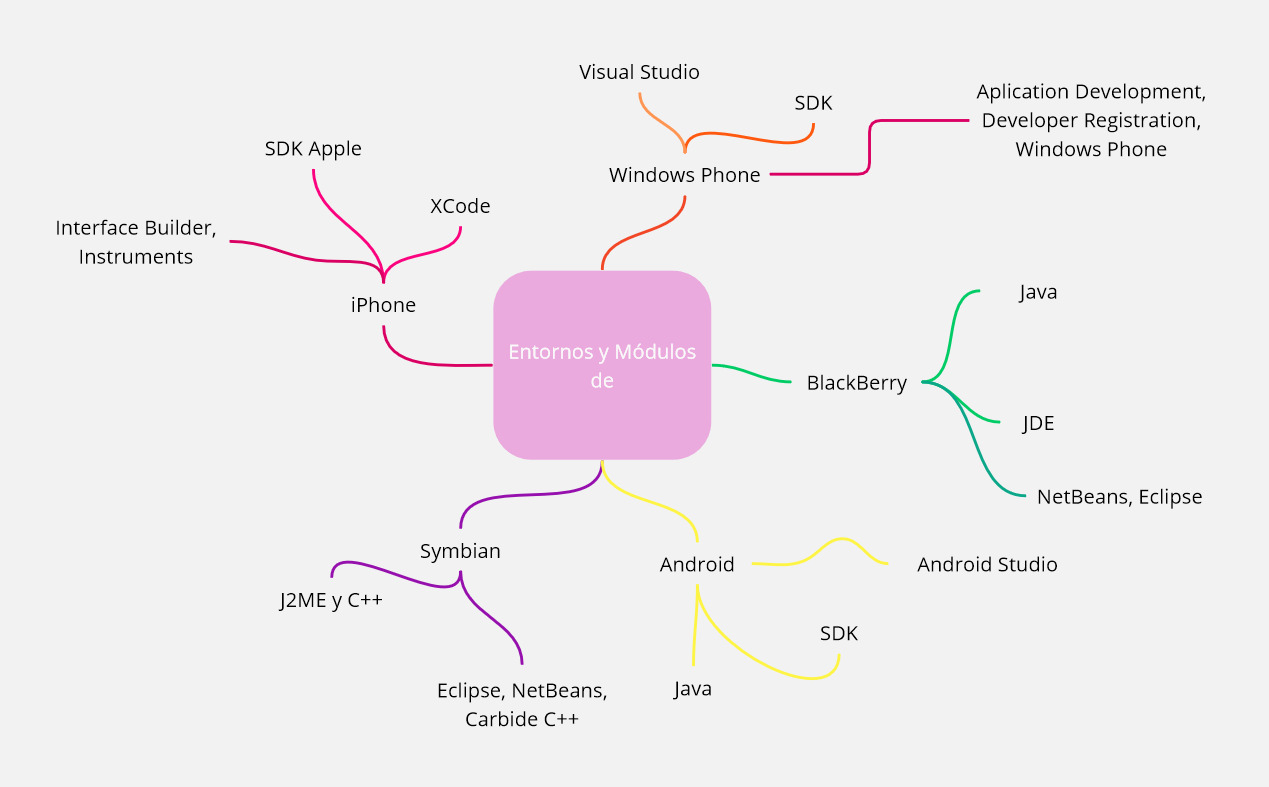 Visual Studio
SDK
Aplication Development,
Developer Registration,
Windows Phone
Windows Phone
SDK Apple
XCode
Interface Builder,
Instruments
iPhone
Entornos y Módulos
de
Java
BlackBerry
JDE
NetBeans, Eclipse
Symbian
J2ME y C++
Eclipse, NetBeans,
Carbide C++
Android
Android Studio
SDK
Java